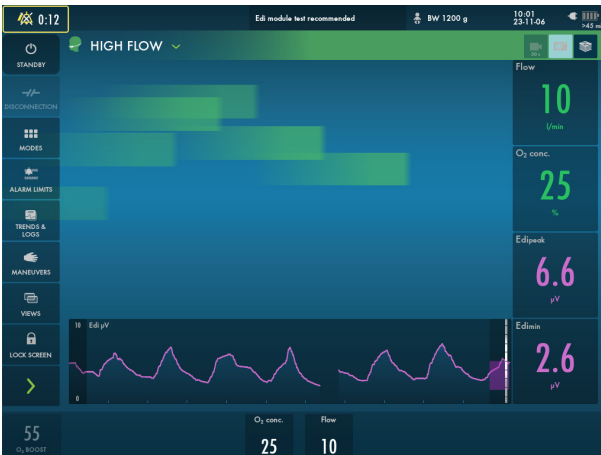 0:12
Edi module test recommended
BW 1200 g
10:01
23-11-06
>45 m
HIGH FLOW
STANDBY
DISCONNECTION
MODES
ALARM LIMITS
TRENDS &
LOGS
MANEUVERS
VIEWS
LOCK SCREEN
Flow
10
l/min
O₂ conc.
25
%
Edipeak
6.6
µV
Edimin
2.6
µV
10 Edi µV
0
55
O₂ BOOST
O₂ conc.
25
Flow
10